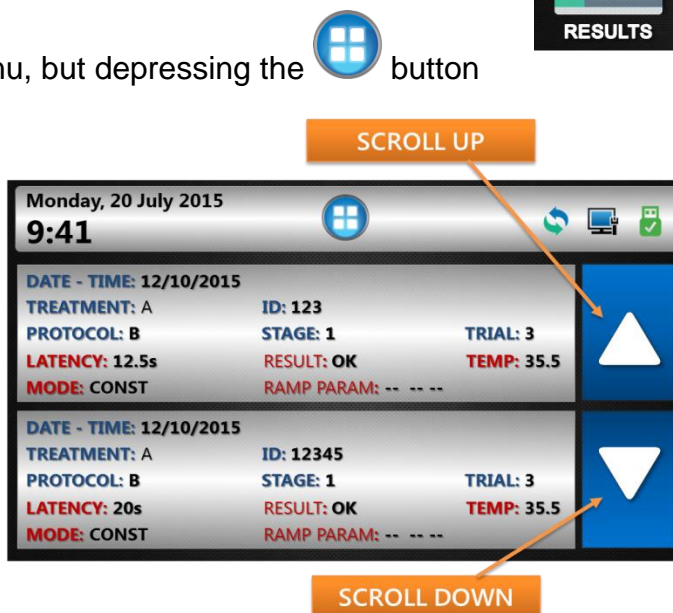 RESULTS
nu, but depressing the button
SCROLL UP
Monday, 20 July 2015
9:41
DATE - TIME: 12/10/2015
TREATMENT: A ID: 123
PROTOCOL: B STAGE: 1 TRIAL: 3
LATENCY: 12.5s RESULT: OK TEMP: 35.5
MODE: CONST RAMP PARAM: -- -- --
DATE - TIME: 12/10/2015
TREATMENT: A ID: 12345
PROTOCOL: B STAGE: 1 TRIAL: 3
LATENCY: 20s RESULT: OK TEMP: 35.5
MODE: CONST RAMP PARAM: -- -- --
SCROLL DOWN